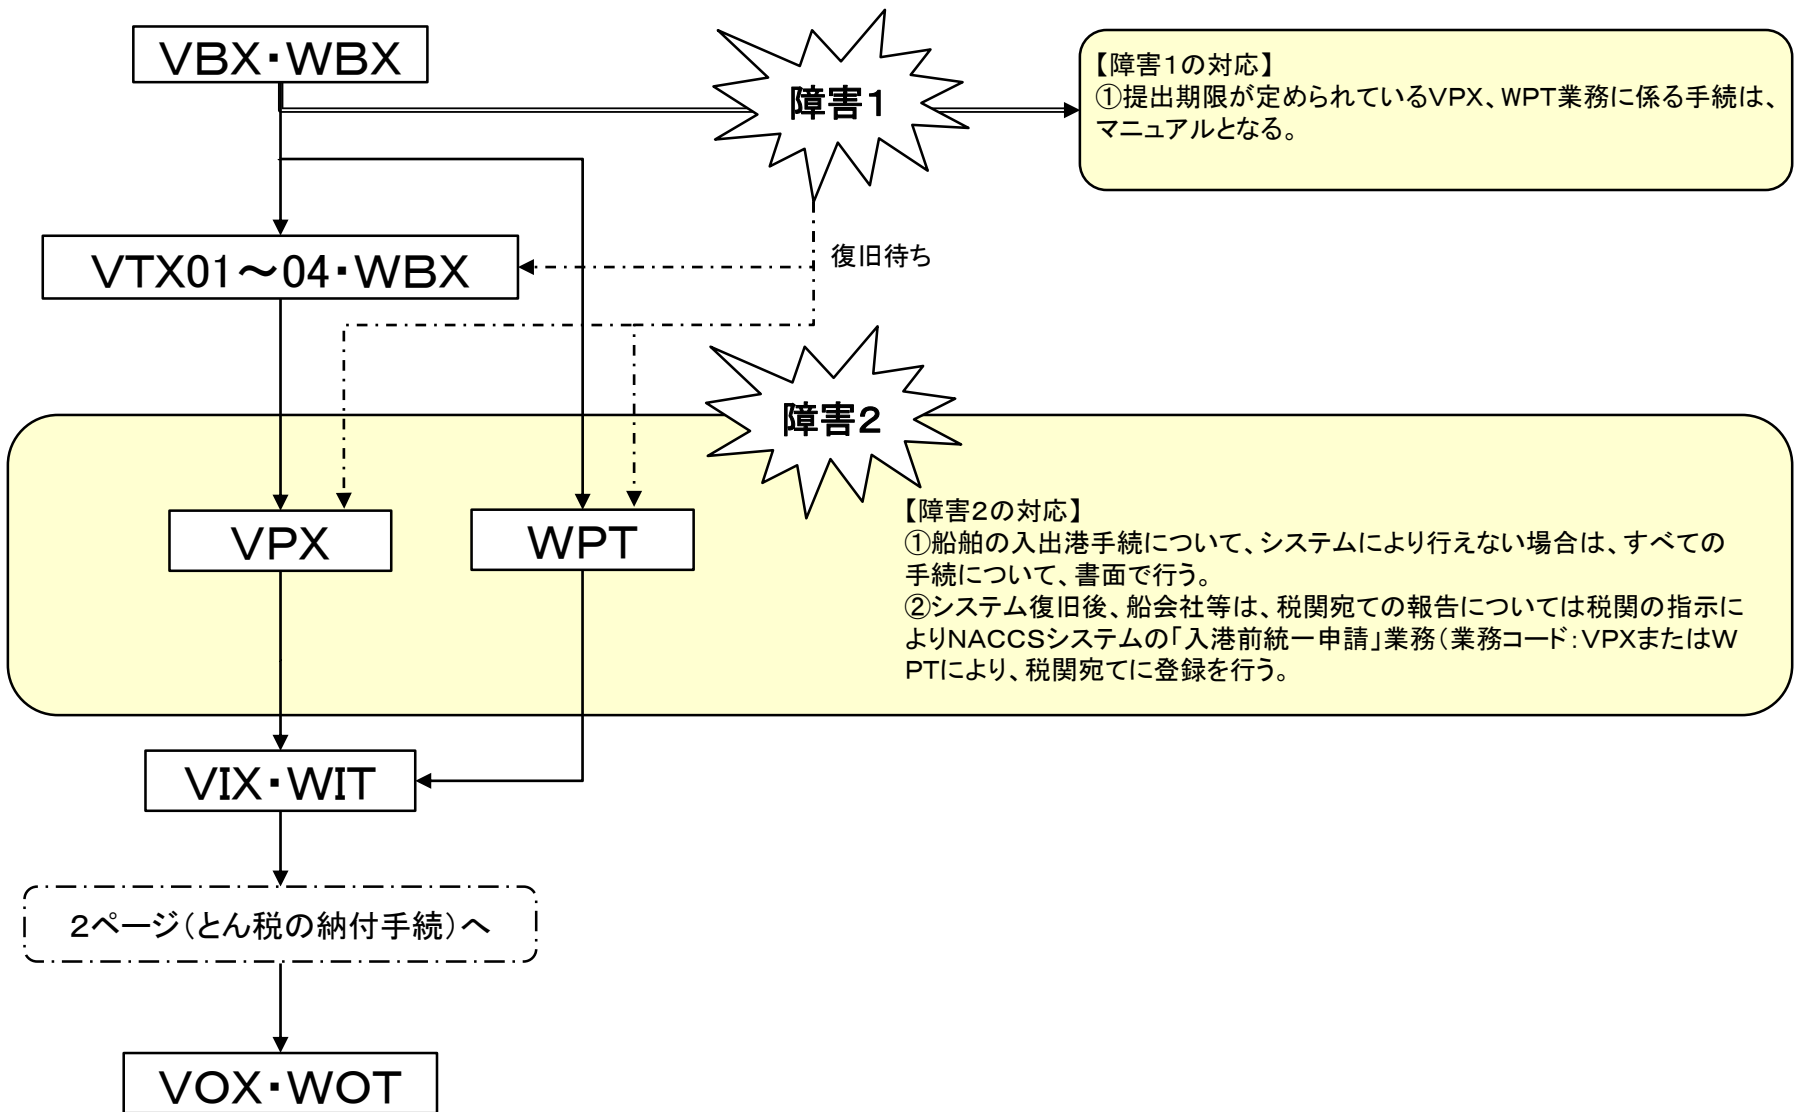 VBX・WBX
障害1
【障害1の対応】
①提出期限が定められているVPX、WPT業務に係る手続は、
マニュアルとなる。
VTX01～04・WBX
復旧待ち
障害2
VPX
WPT
【障害2の対応】
①船舶の入出港手続について、システムにより行えない場合は、すべての
手続について、書面で行う。
②システム復旧後、船会社等は、税関宛ての報告については税関の指示に
よりNACCSシステムの「入港前統一申請」業務（業務コード：VPXまたはW
PTにより、税関宛てに登録を行う。
VIX・WIT
2ページ（とん税の納付手続）へ
VOX・WOT